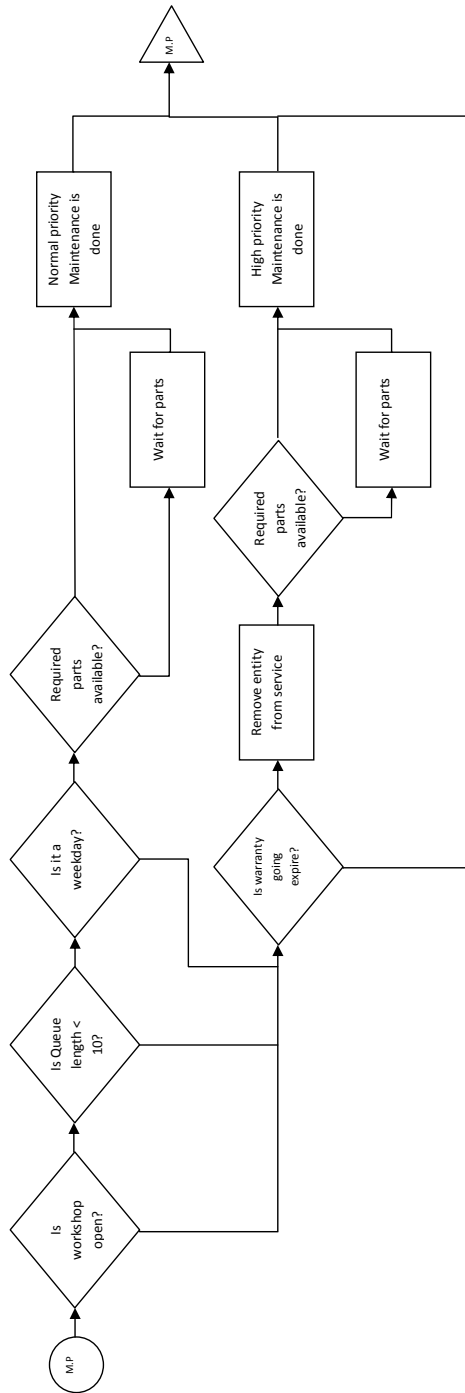 M.P
Is
workshop
open?
Is Queue
length <
10?
Is it a
weekday?
Required
parts
available?
Wait for parts
Normal priority
Maintenance is
done
M.P
Is warranty
going
expire?
Remove entity
from service
Required
parts
available?
Wait for parts
High priority
Maintenance is
done